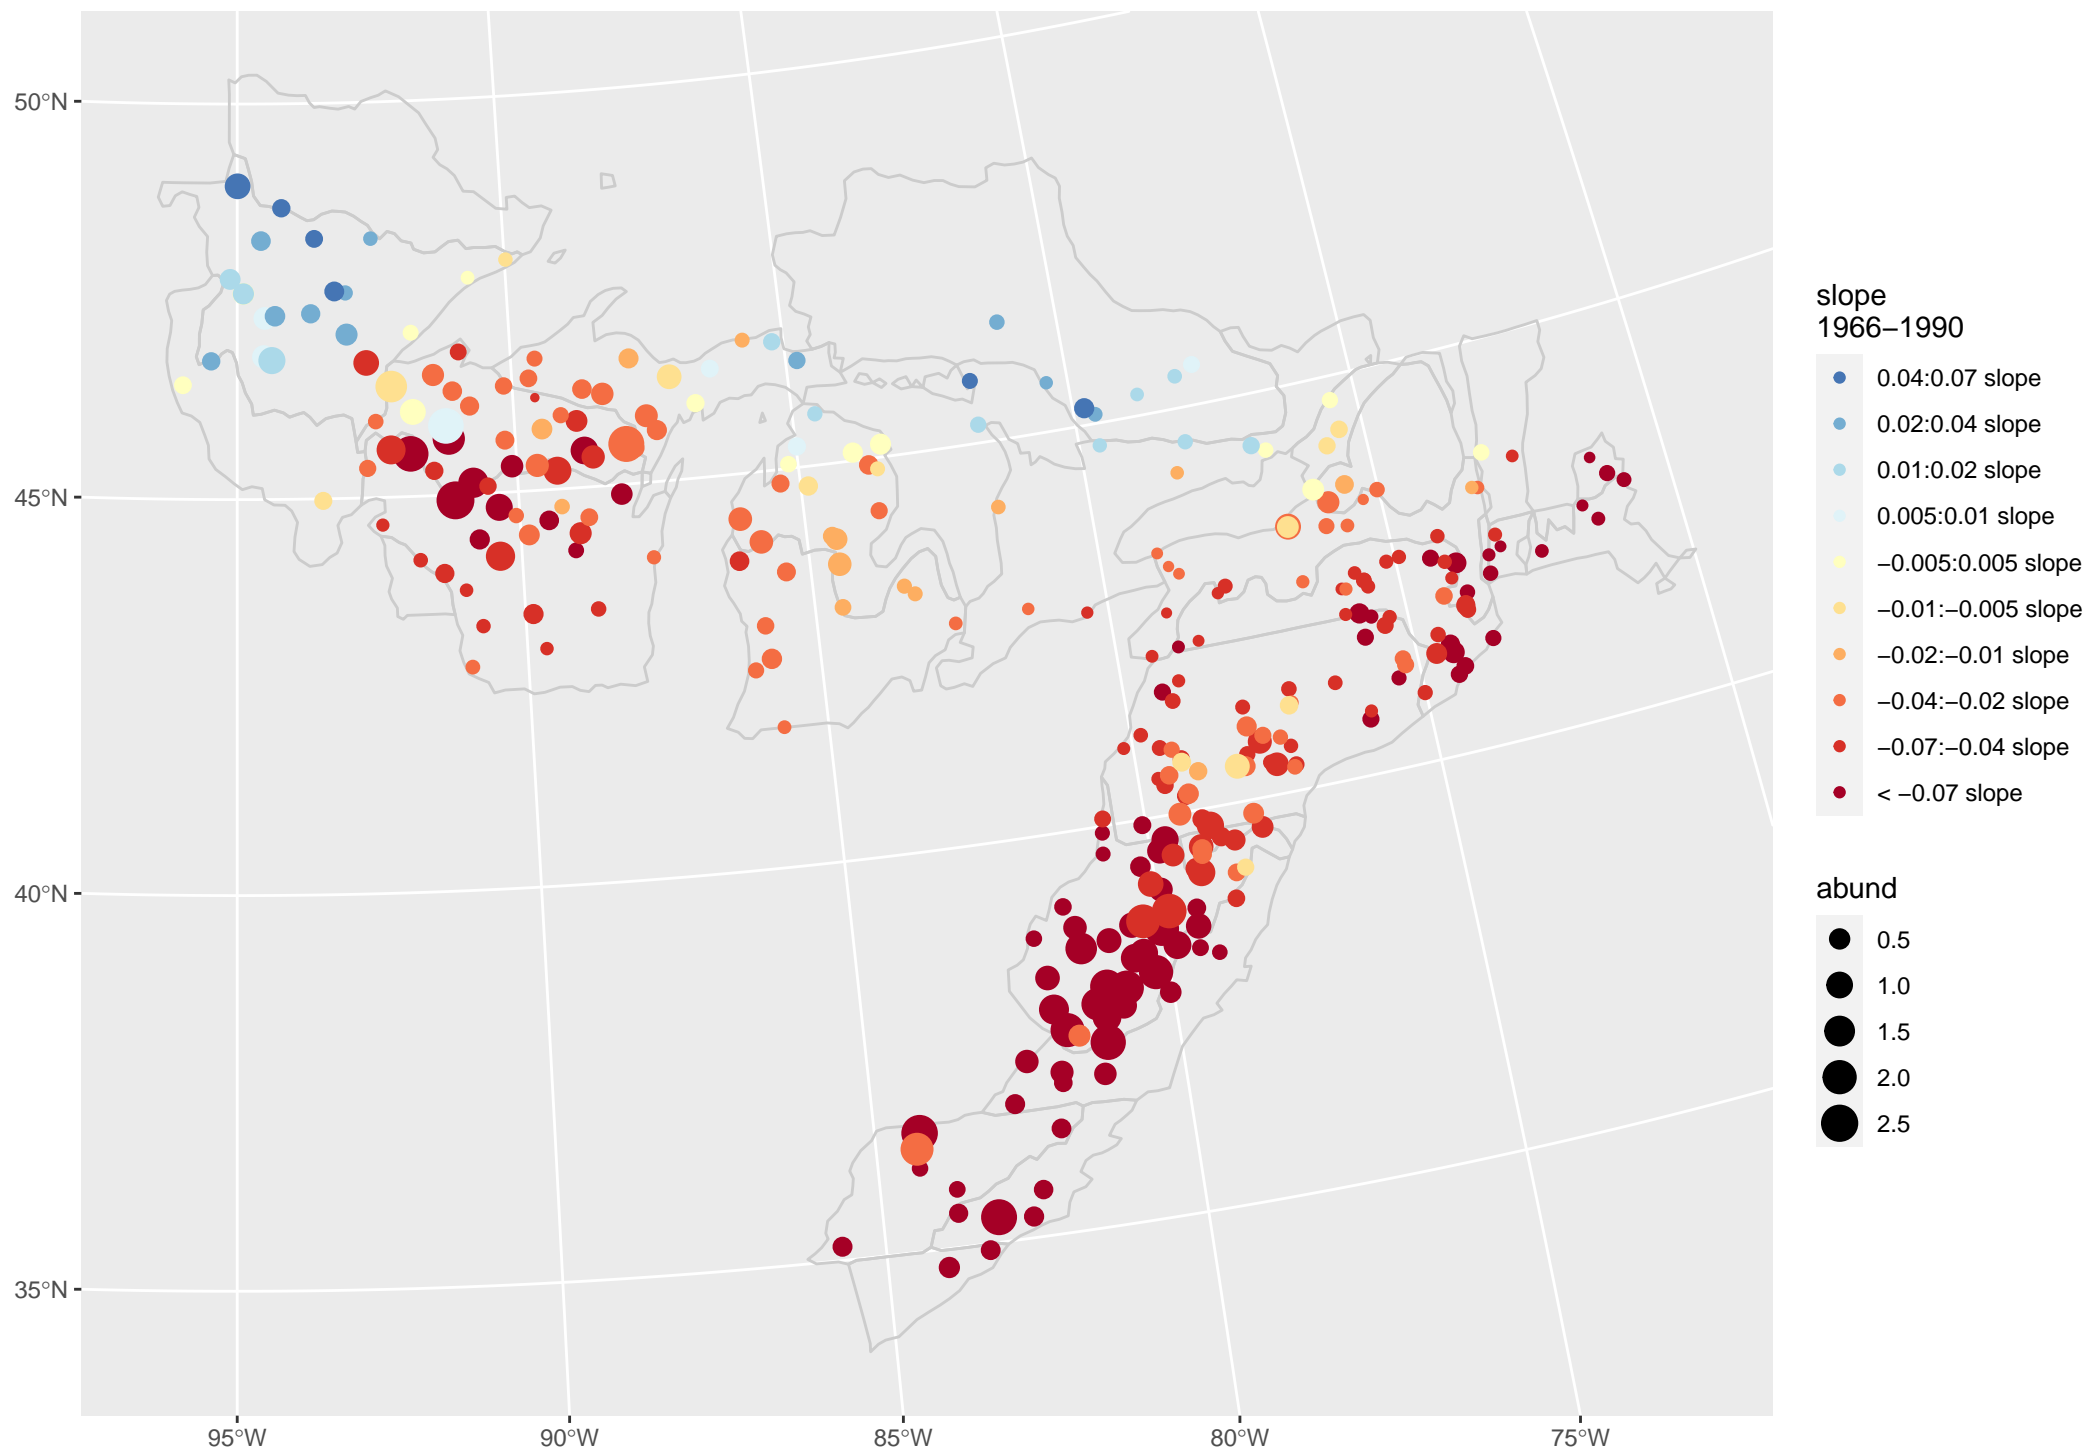 50°N
45°N
40°N
35°N
95°W
90°W
85°W
80°W
75°W
slope
1966−1990
0.04:0.07 slope
0.02:0.04 slope
0.01:0.02 slope
0.005:0.01 slope
−0.005:0.005 slope
−0.01:−0.005 slope
−0.02:−0.01 slope
−0.04:−0.02 slope
−0.07:−0.04 slope
< −0.07 slope
abund
0.5
1.0
1.5
2.0
2.5